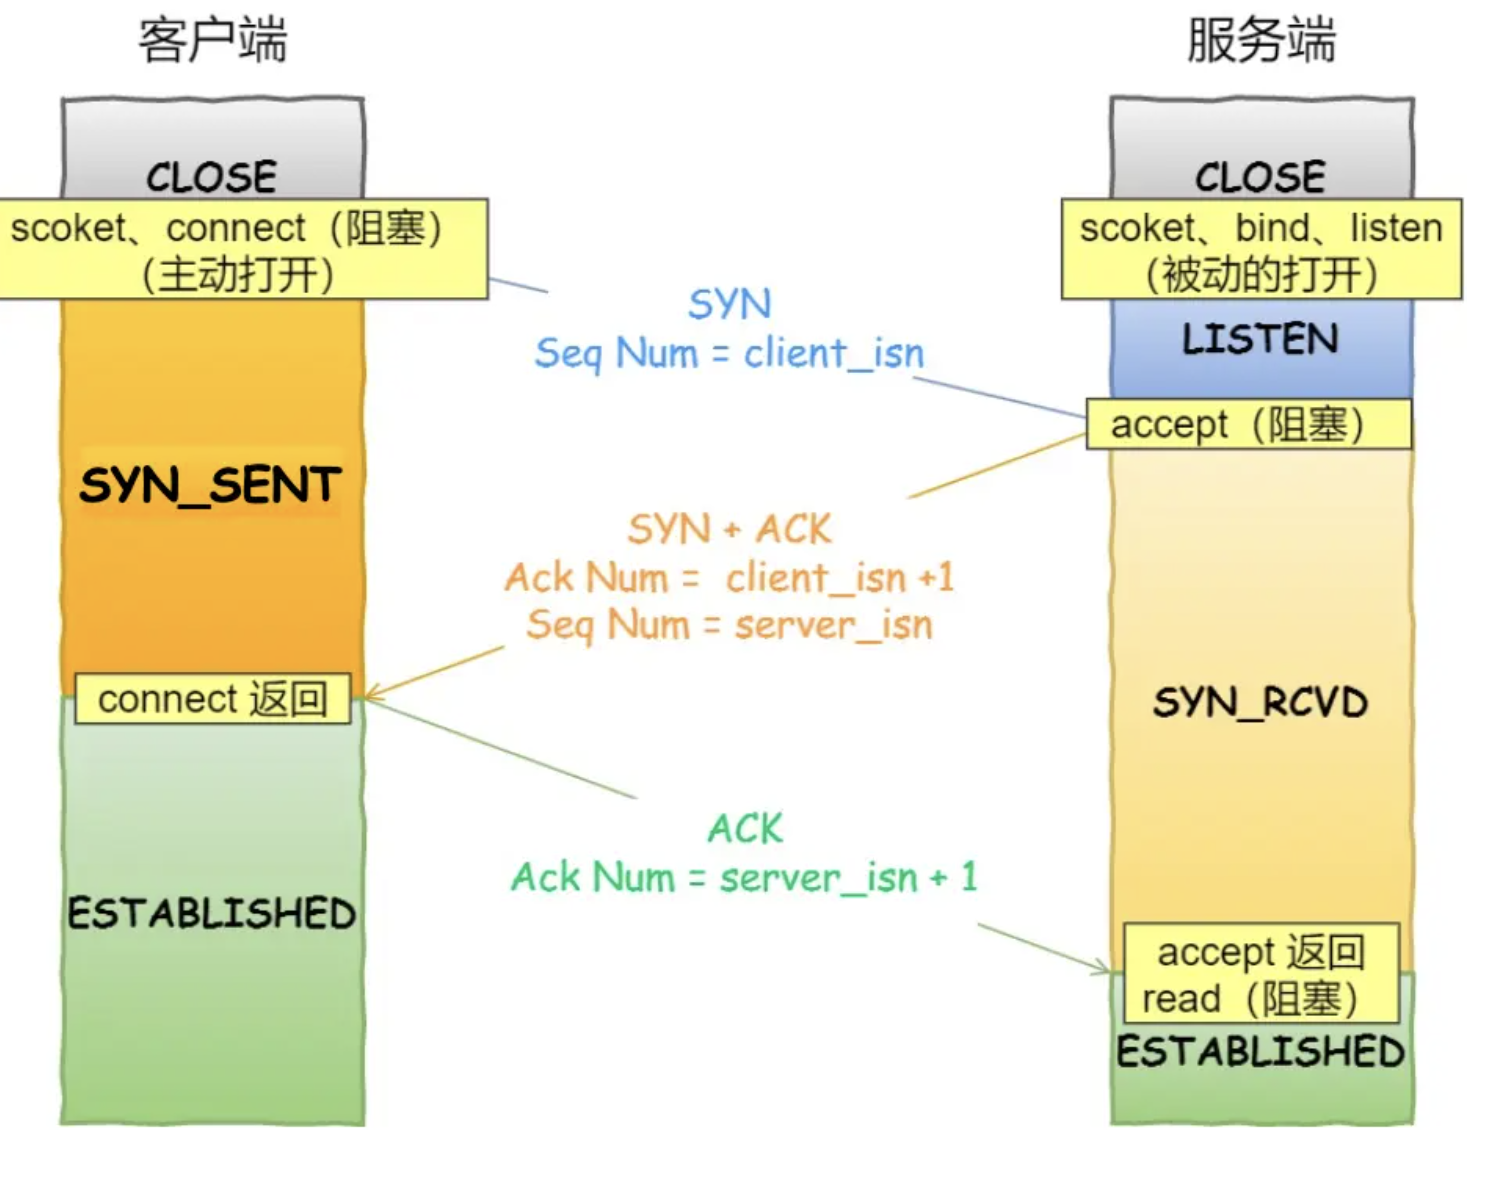 客户端
服务端
CLOSE
CLOSE
scoket、connect（阻塞）
（主动打开）
scoket、bind、listen
（被动的打开）
SYN
Seq Num = client_isn
LISTEN
accept（阻塞）
SYN_SENT
SYN + ACK
Ack Num = client_isn +1
Seq Num = server_isn
connect 返回
SYN_RCVD
ACK
Ack Num = server_isn + 1
ESTABLISHED
accept 返回
read（阻塞）
ESTABLISHED